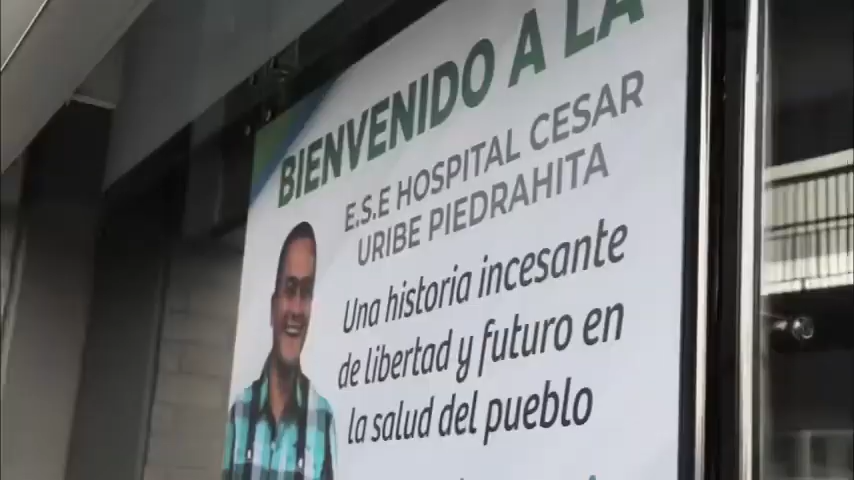 BIENVENIDO A LA
E.S.E HOSPITAL CESAR
URIBE PIEDRAHITA
Una historia incesante
de libertad y futuro en
la salud del pueblo